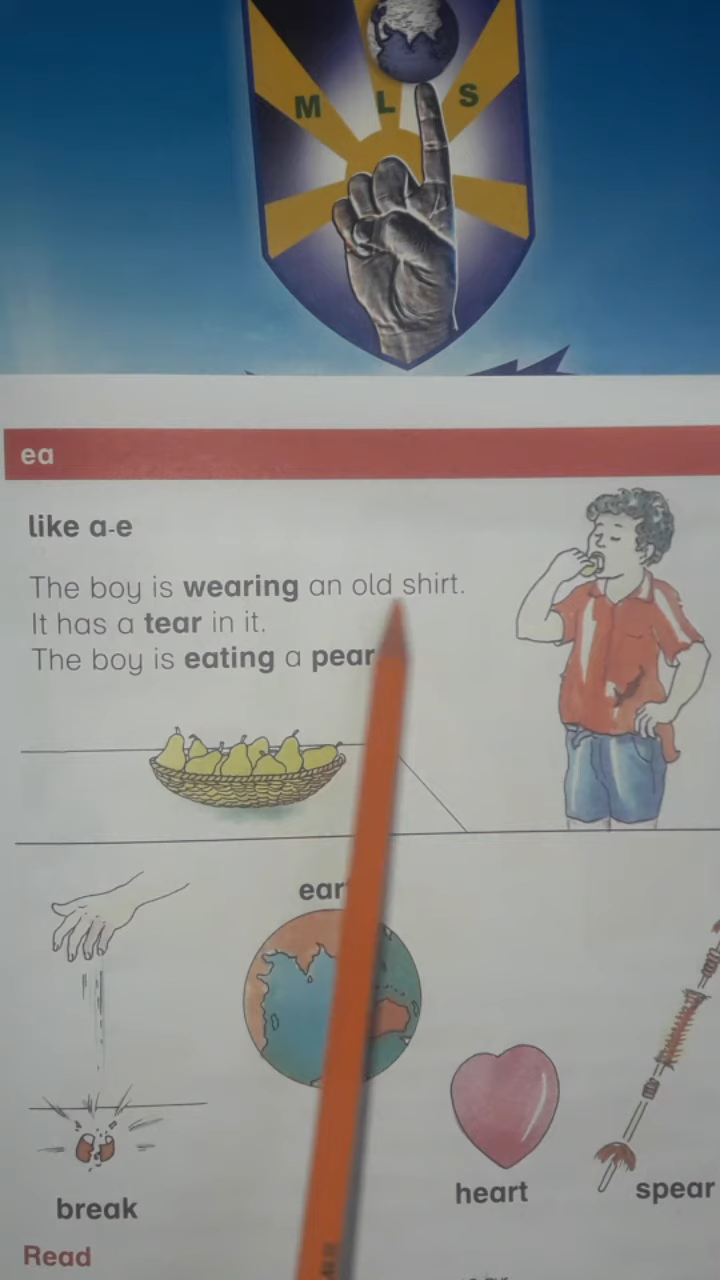 M L S
ea
like a-e
The boy is wearing an old shirt.
It has a tear in it.
The boy is eating a pear
ear
break
heart
spear
Read